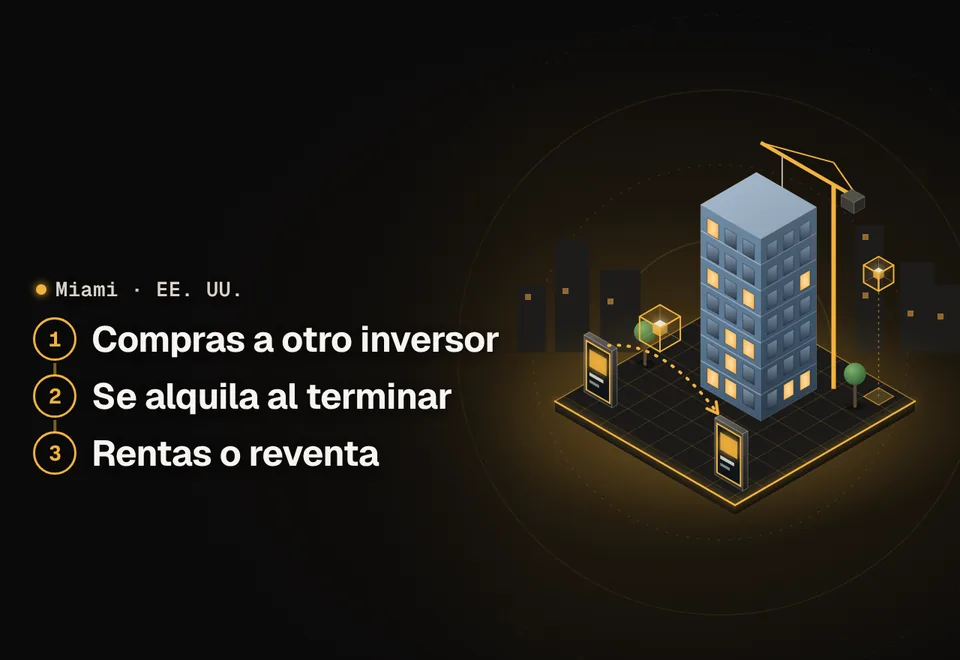 Miami · EE. UU.
1 Compras a otro inversor
2 Se alquila al terminar
3 Rentas o reventa